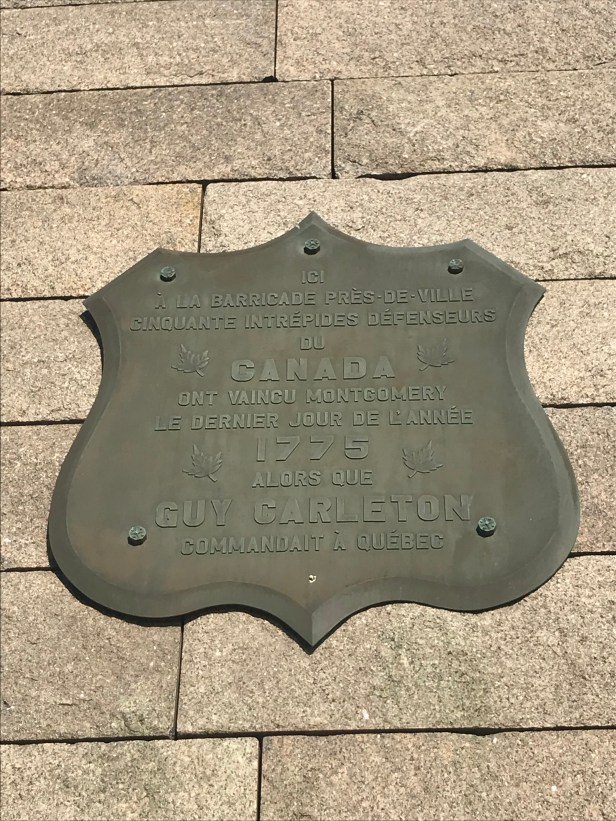 ICI
À LA BARRICADE PRÈS-DE-VILLE
CINQUANTE INTRÉPIDES DÉFENSEURS
DU
CANADA
ONT VAINCU MONTGOMERY
LE DERNIER JOUR DE L'ANNÉE
1775
ALORS QUE
GUY CARLETON
COMMANDAIT À QUÉBEC